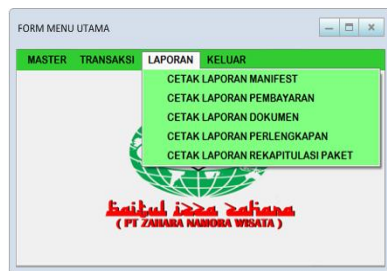 FORM MENU UTAMA
MASTER TRANSAKSI LAPORAN KELUAR
CETAK LAPORAN MANIFEST
CETAK LAPORAN PEMBAYARAN
CETAK LAPORAN DOKUMEN
CETAK LAPORAN PERLENGKAPAN
CETAK LAPORAN REKAPITULASI PAKET
baitul izza zahara
( PT ZAHARA NAMORA WISATA )